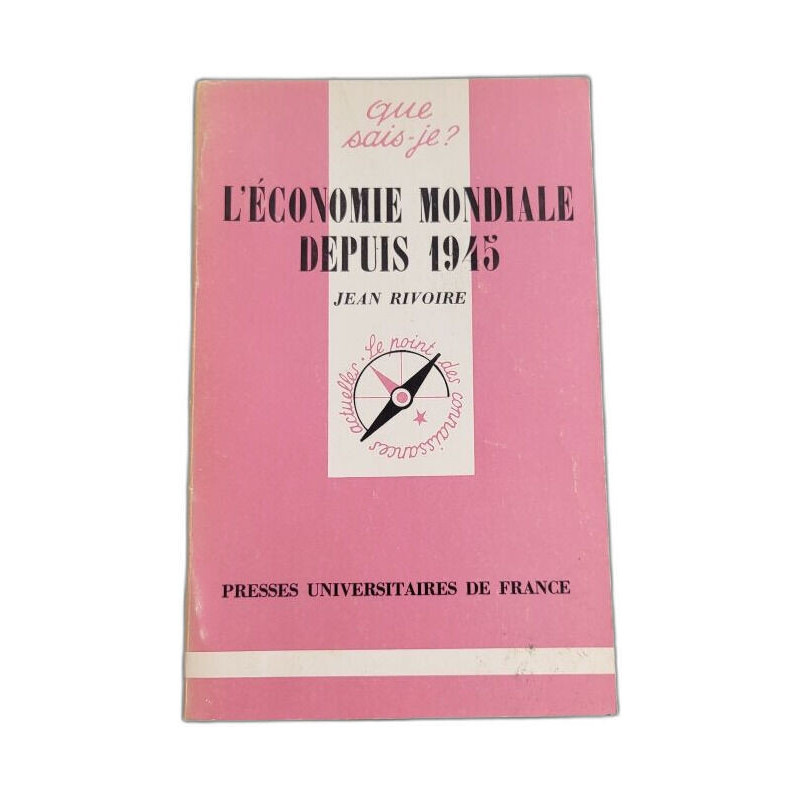 que
sais-je?
L'ÉCONOMIE MONDIALE
DEPUIS 1945
JEAN RIVOIRE
Le point des connaissances actuelles.
PRESSES UNIVERSITAIRES DE FRANCE